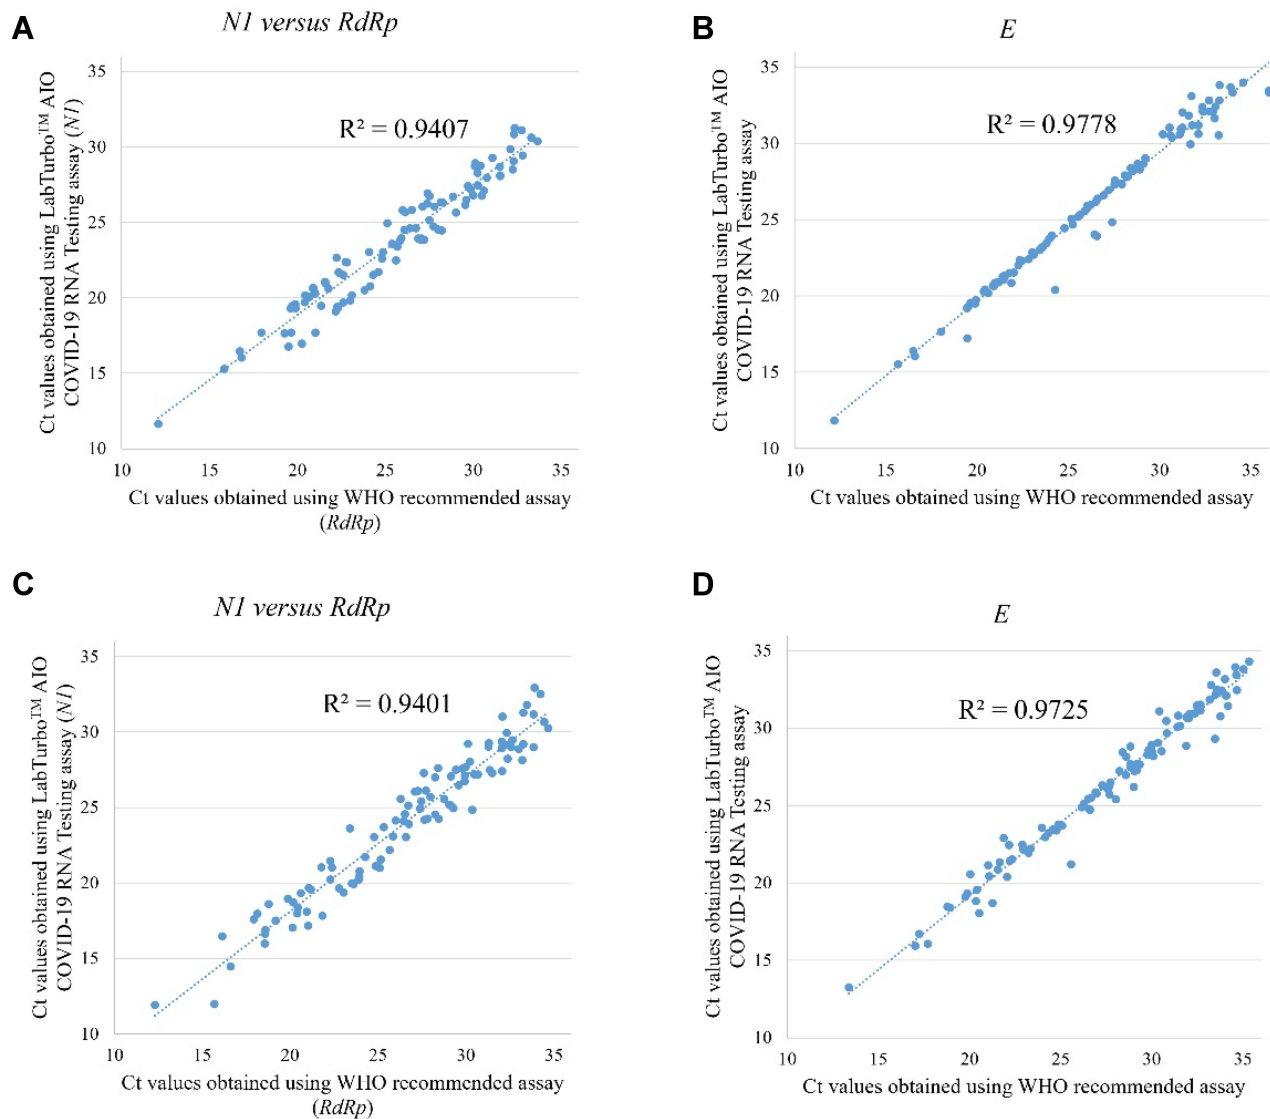 A
N1 versus RdRp
Ct values obtained using LabTurbo™ AIO
COVID-19 RNA Testing assay (N1)
R² = 0.9407
35
30
25
20
15
10
10 15 20 25 30 35
Ct values obtained using WHO recommended assay
(RdRp)
B
E
Ct values obtained using LabTurbo™ AIO
COVID-19 RNA Testing assay
R² = 0.9778
35
30
25
20
15
10
10 15 20 25 30 35
Ct values obtained using WHO recommended assay
C
N1 versus RdRp
Ct values obtained using LabTurbo™ AIO
COVID-19 RNA Testing assay (N1)
R² = 0.9401
35
30
25
20
15
10
10 15 20 25 30 35
Ct values obtained using WHO recommended assay
(RdRp)
D
E
Ct values obtained using LabTurbo™ AIO
COVID-19 RNA Testing assay
R² = 0.9725
35
30
25
20
15
10
10 15 20 25 30 35
Ct values obtained using WHO recommended assay